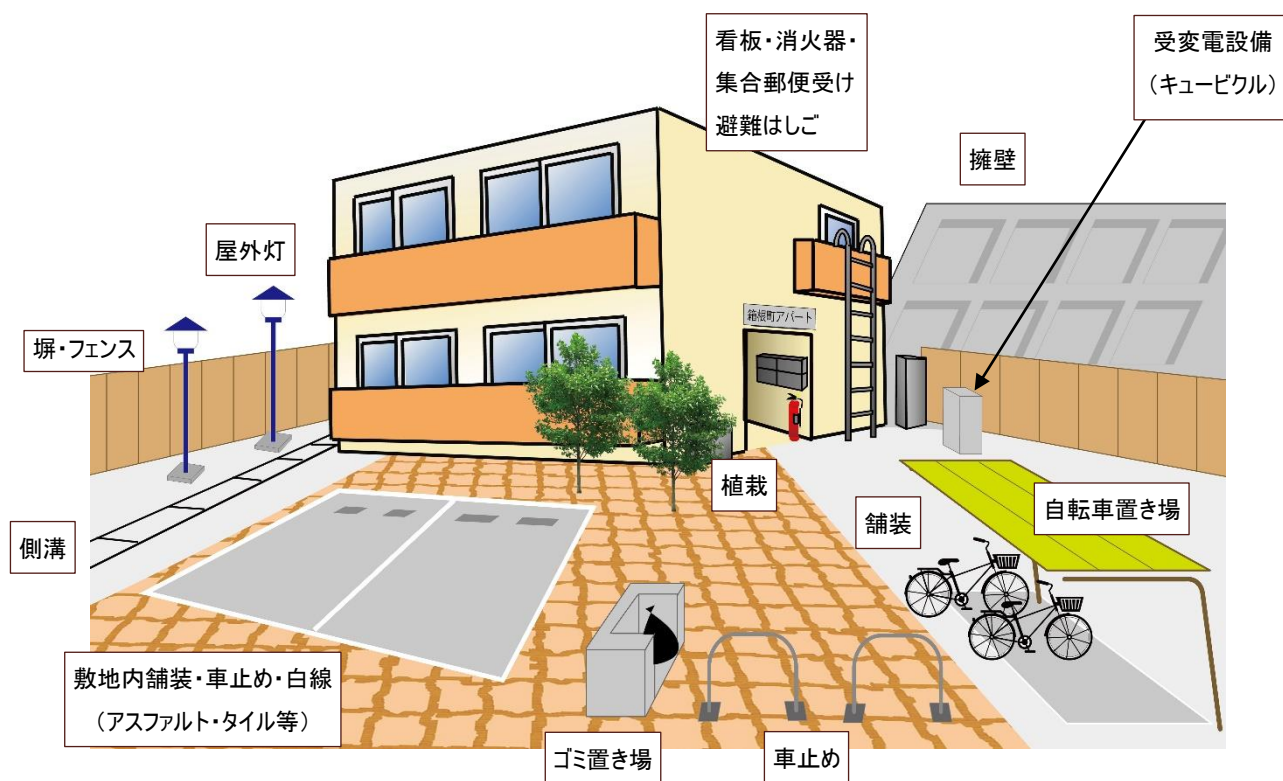 看板・消火器・
集合郵便受け
避難はしご
受変電設備
（キュービクル）
擁壁
屋外灯
箱根町アパート
塀・フェンス
植栽
舗装
自転車置き場
側溝
敷地内舗装・車止め・白線
（アスファルト・タイル等）
ゴミ置き場
車止め